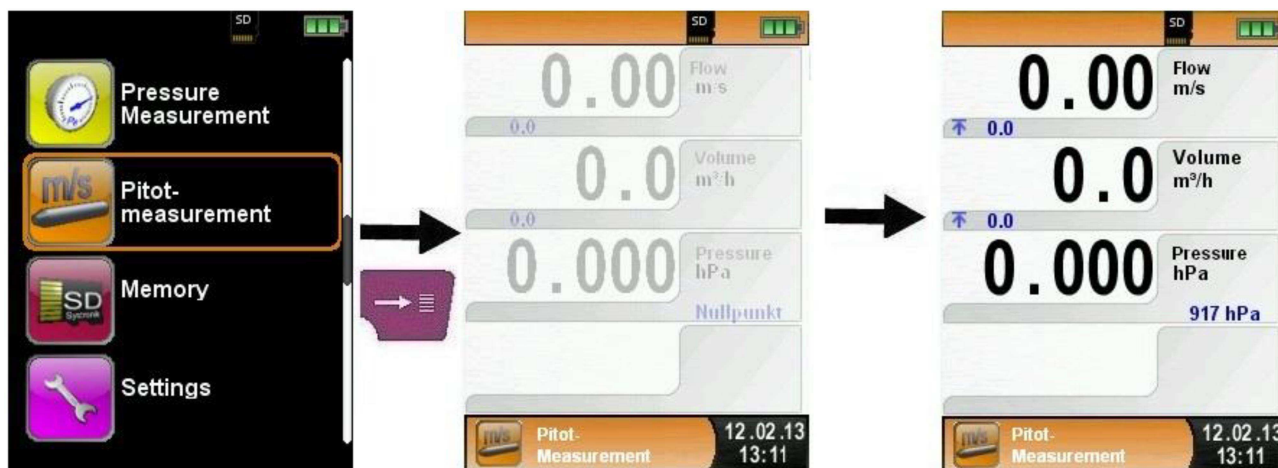 SD
Pressure
Measurement
m/s
Pitot-
measurement
SD
Memory
Settings
SD
0.00
Flow
m/s
0.0
0.0
Volume
m³/h
0.0
0.000
Pressure
hPa
Nullpunkt
m/s
Pitot-
Measurement
12.02.13
13:11
SD
0.00
Flow
m/s
0.0
0.0
Volume
m³/h
0.0
0.000
Pressure
hPa
917 hPa
m/s
Pitot-
Measurement
12.02.13
13:11